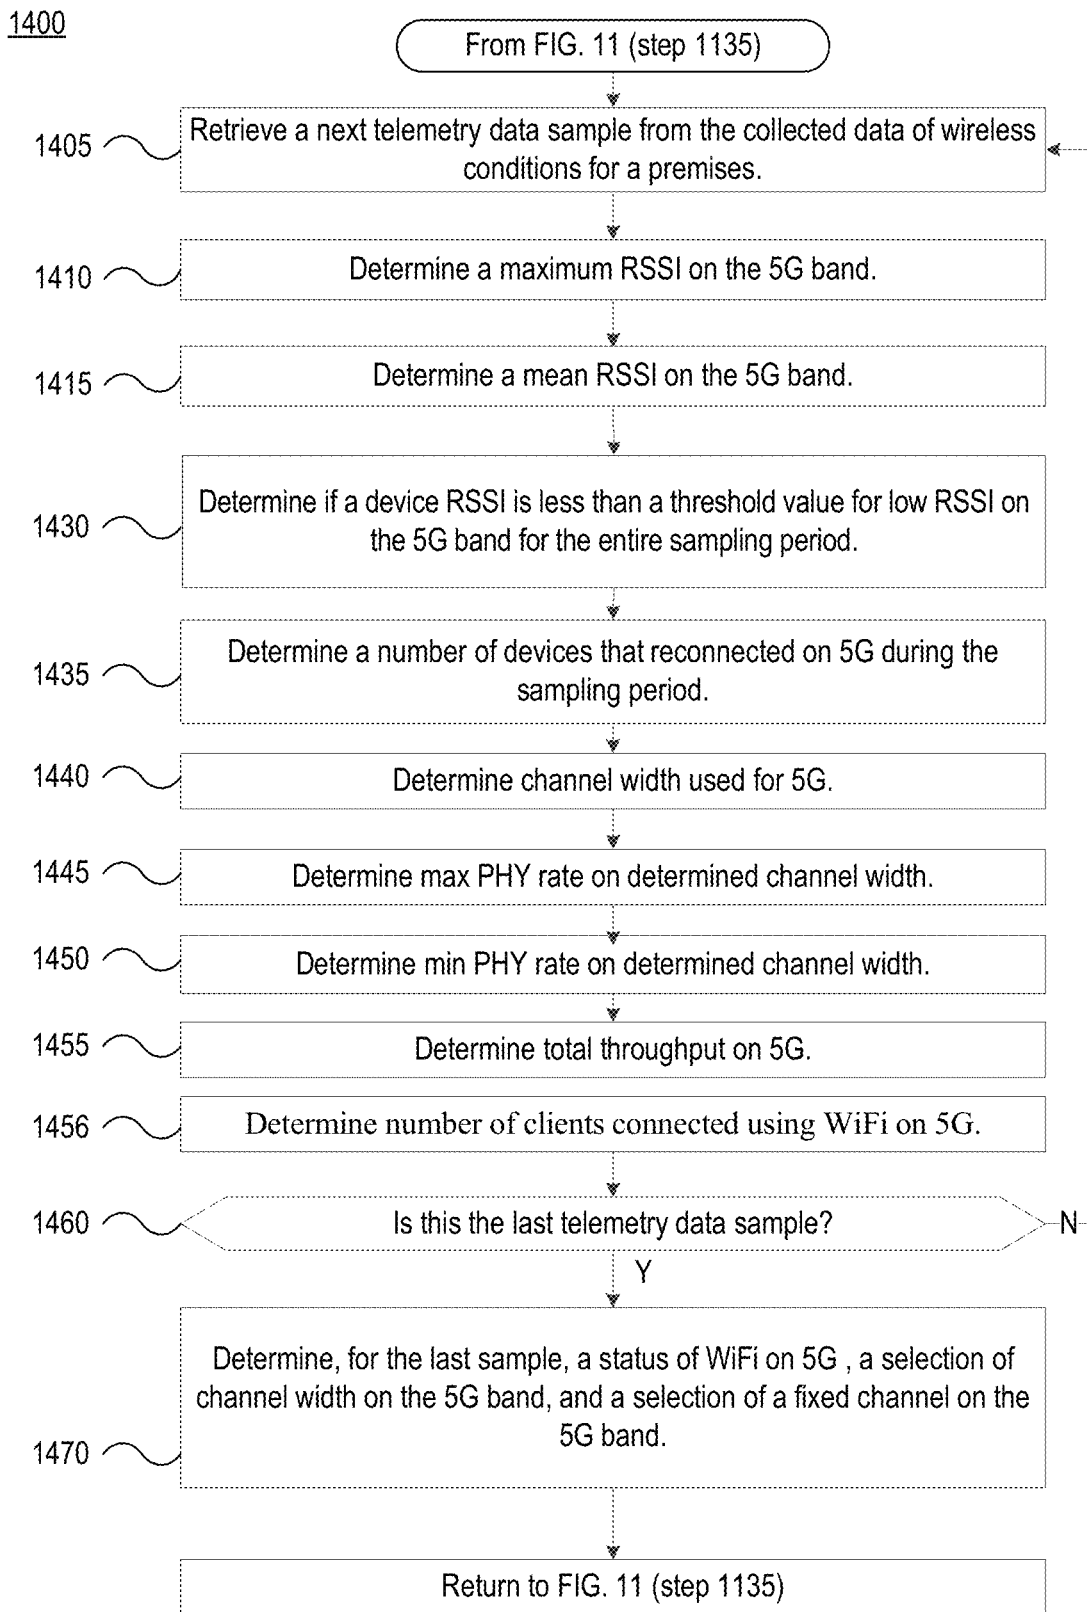 1400
From FIG. 11 (step 1135)
1405
Retrieve a next telemetry data sample from the collected data of wireless
conditions for a premises.
1410
Determine a maximum RSSI on the 5G band.
1415
Determine a mean RSSI on the 5G band.
1430
Determine if a device RSSI is less than a threshold value for low RSSI on
the 5G band for the entire sampling period.
1435
Determine a number of devices that reconnected on 5G during the
sampling period.
1440
Determine channel width used for 5G.
1445
Determine max PHY rate on determined channel width.
1450
Determine min PHY rate on determined channel width.
1455
Determine total throughput on 5G.
1456
Determine number of clients connected using WiFi on 5G.
1460
Is this the last telemetry data sample?
N
Y
Determine, for the last sample, a status of WiFi on 5G , a selection of
channel width on the 5G band, and a selection of a fixed channel on the
5G band.
1470
Return to FIG. 11 (step 1135)